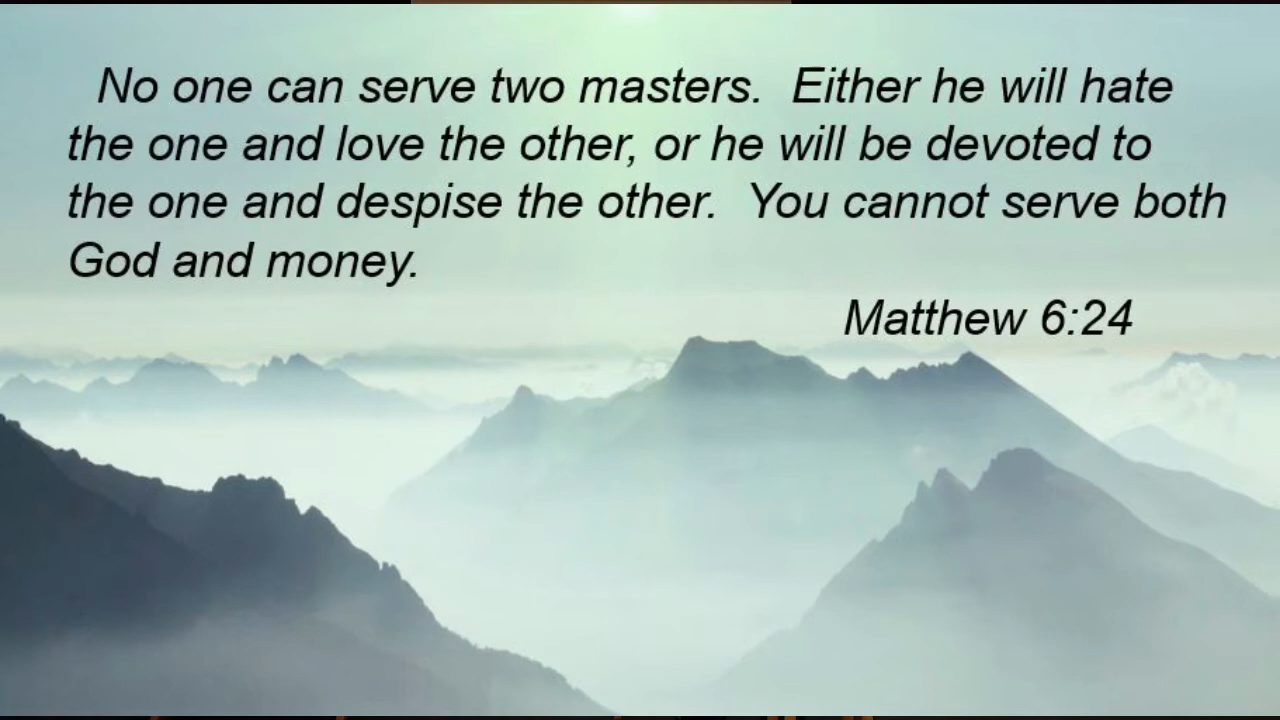 No one can serve two masters.  Either he will hate
the one and love the other, or he will be devoted to
the one and despise the other.  You cannot serve both
God and money.
Matthew 6:24